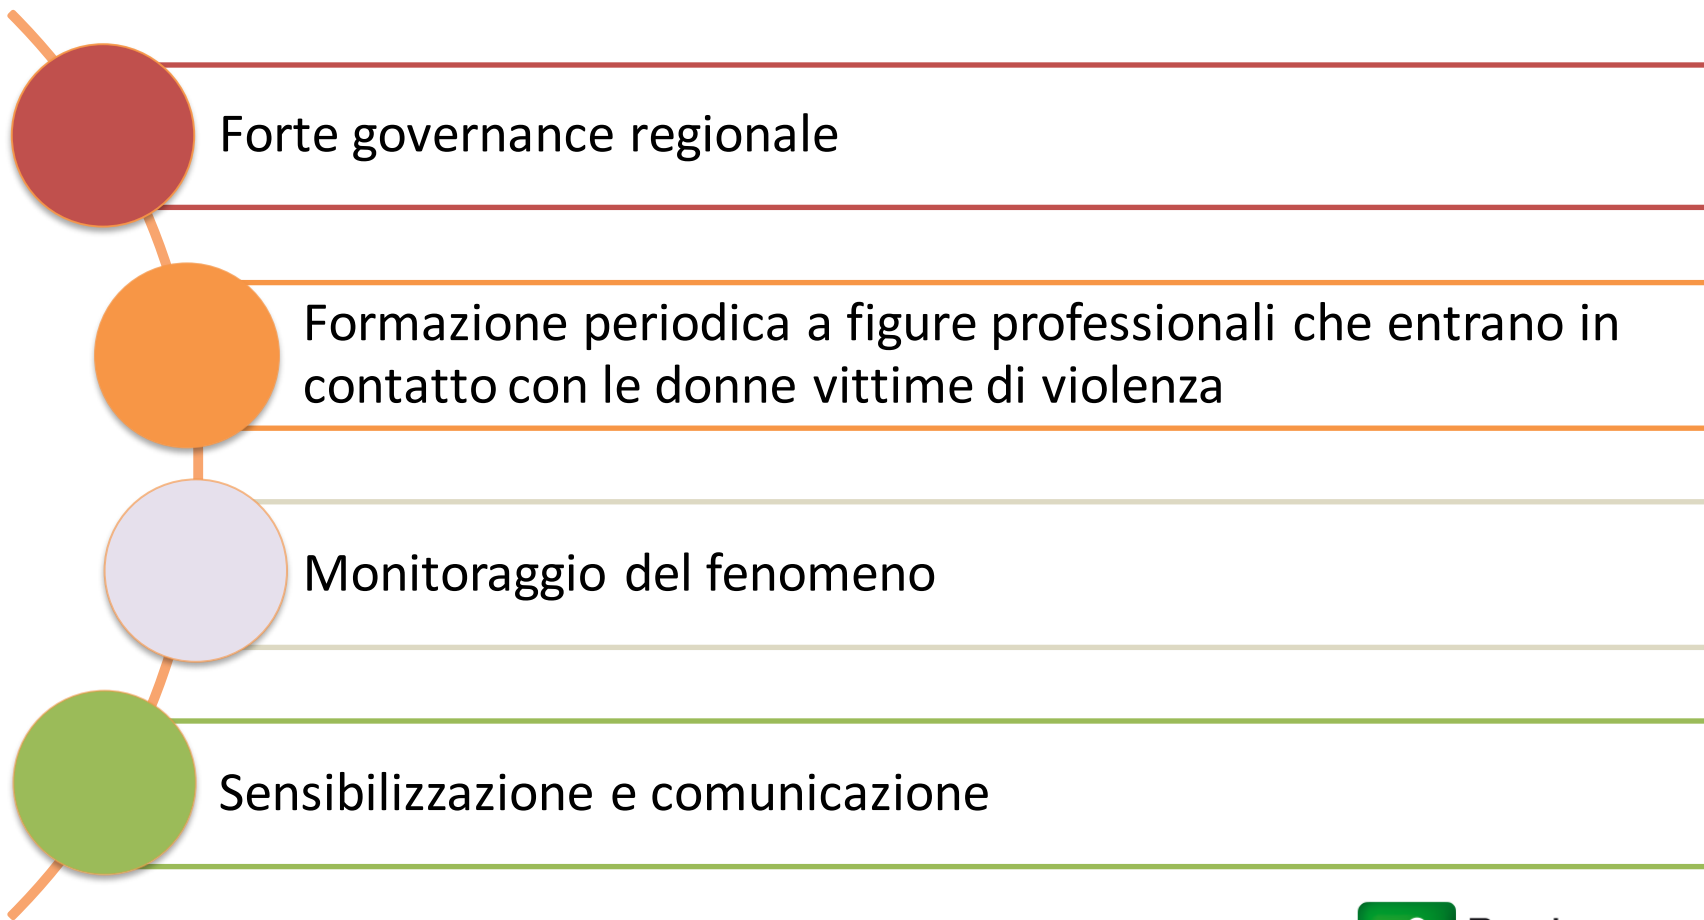 Forte governance regionale
Formazione periodica a figure professionali che entrano in
contatto con le donne vittime di violenza
Monitoraggio del fenomeno
Sensibilizzazione e comunicazione